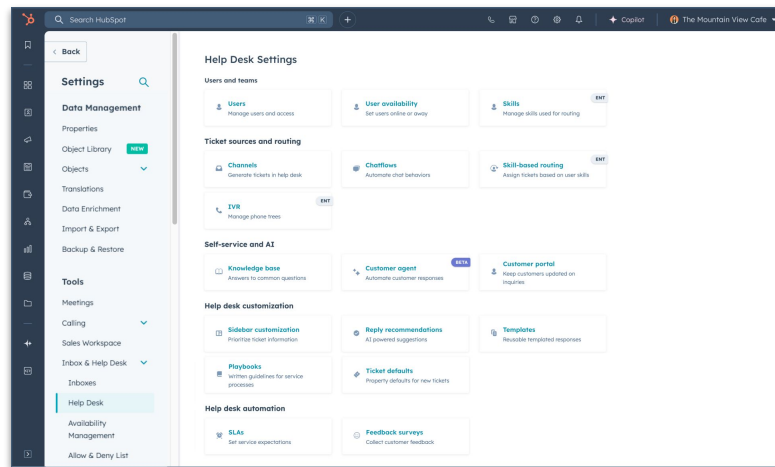 Search HubSpot
⌘ K
+
Copilot
The Mountain View Cafe
Back
Settings
Data Management
Properties
Object Library NEW
Objects
Translations
Data Enrichment
Import & Export
Backup & Restore
Tools
Meetings
Calling
Sales Workspace
Inbox & Help Desk
Inboxes
Help Desk
Availability
Management
Allow & Deny List
Help Desk Settings
Users and teams
Users
Manage users and access
User availability
Set users online or away
ENT
Skills
Manage skills used for routing
Ticket sources and routing
Channels
Generate tickets in help desk
Chatflows
Automate chat behaviors
ENT
Skill-based routing
Assign tickets based on user skills
ENT
IVR
Manage phone trees
Self-service and AI
Knowledge base
Answers to common questions
BETA
Customer agent
Automate customer responses
Customer portal
Keep customers updated on
inquiries
Help desk customization
Sidebar customization
Prioritize ticket information
Reply recommendations
AI powered suggestions
Templates
Reusable templated responses
Playbooks
Written guidelines for service
processes
Ticket defaults
Property defaults for new tickets
Help desk automation
SLAs
Set service expectations
Feedback surveys
Collect customer feedback